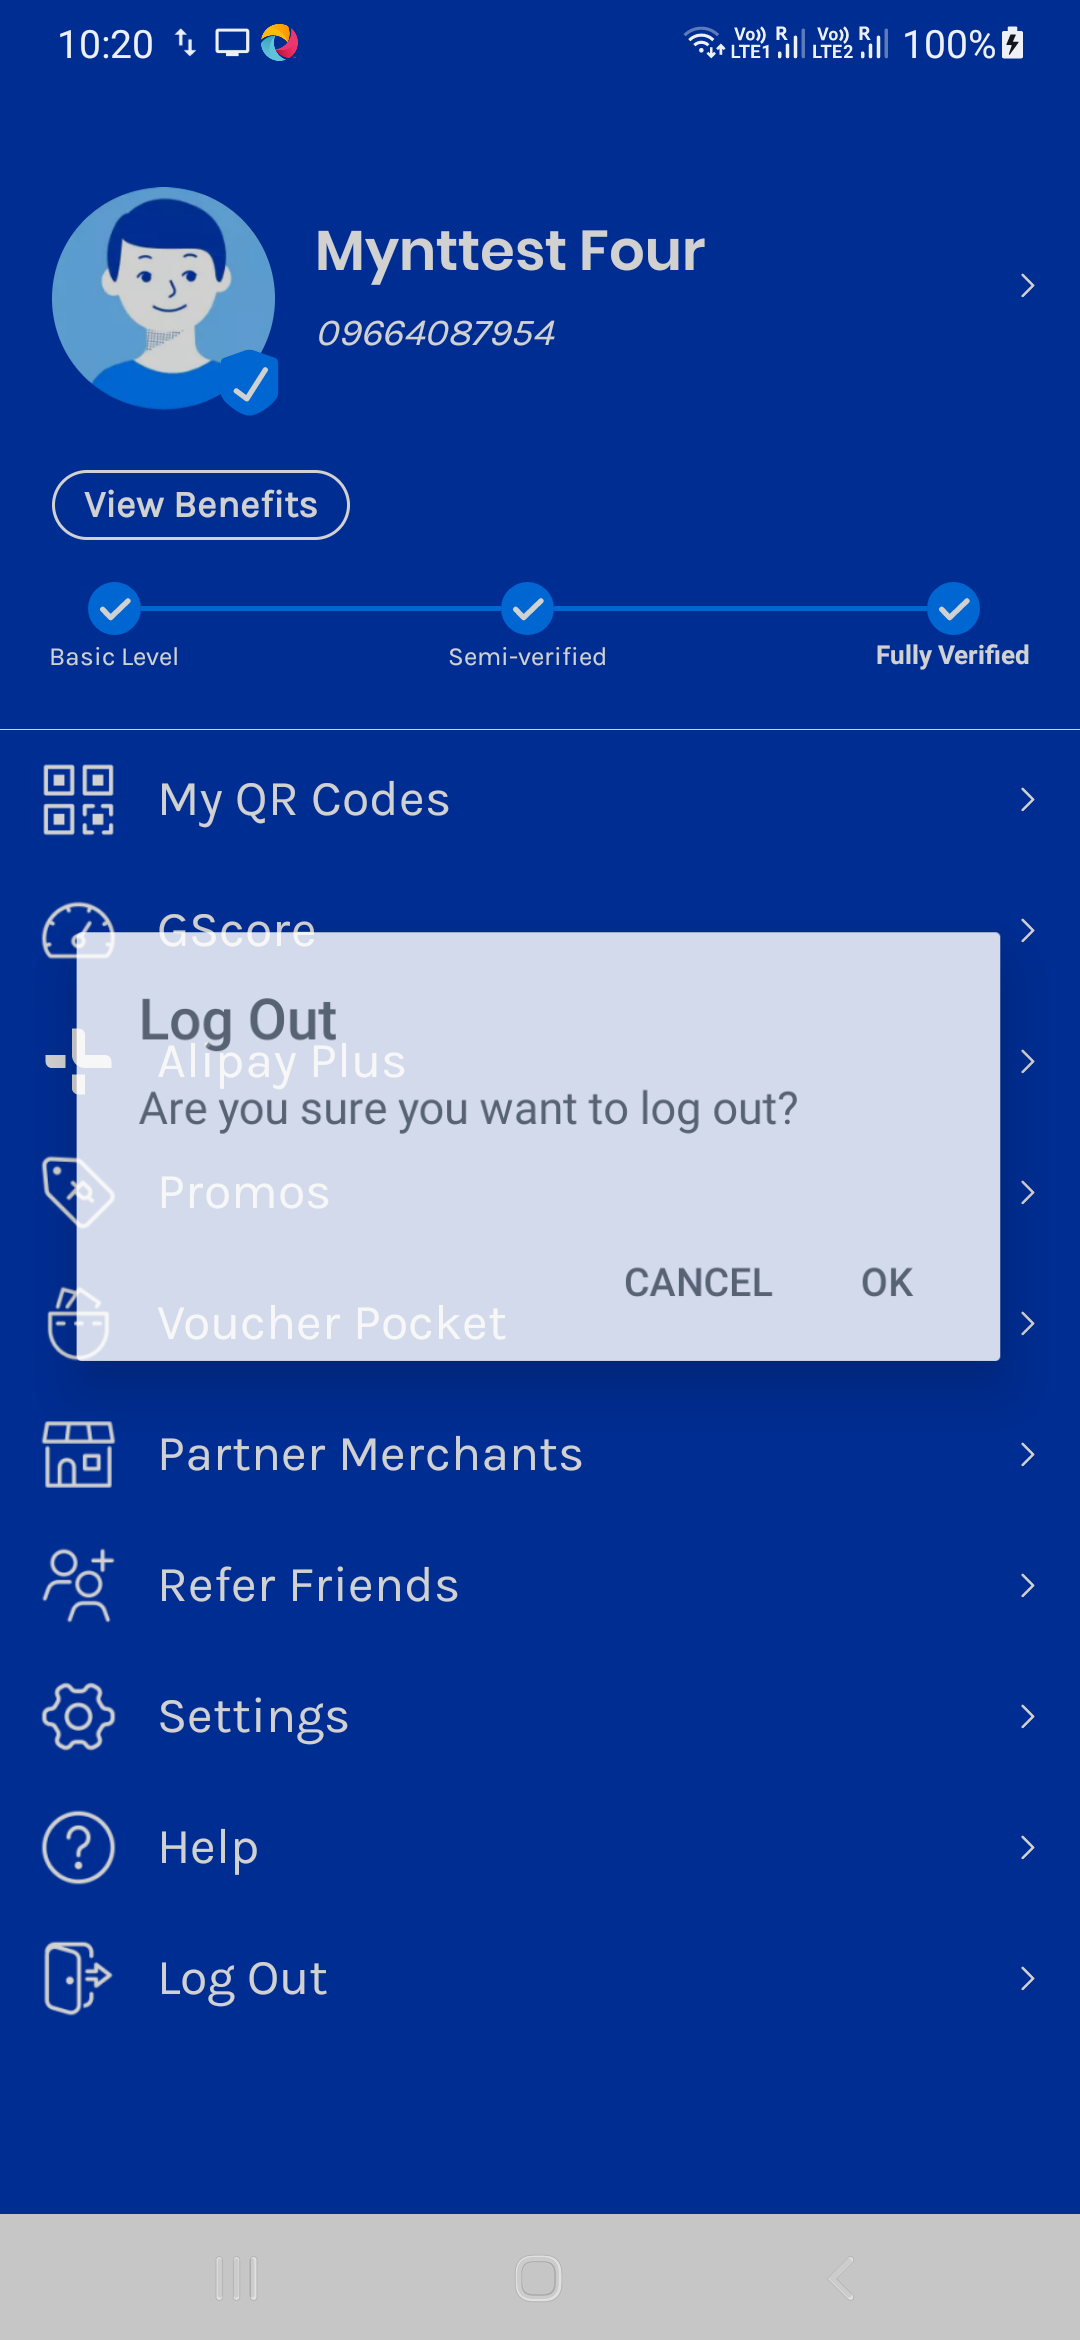 10:20
Vo)) R
LTE1
Vo)) R
LTE2
100%
Mynttest Four
09664087954
View Benefits
Basic Level
Semi-verified
Fully Verified
My QR Codes
GScore
Log Out
Alipay Plus
Are you sure you want to log out?
Promos
CANCEL
OK
Voucher Pocket
Partner Merchants
Refer Friends
Settings
Help
Log Out